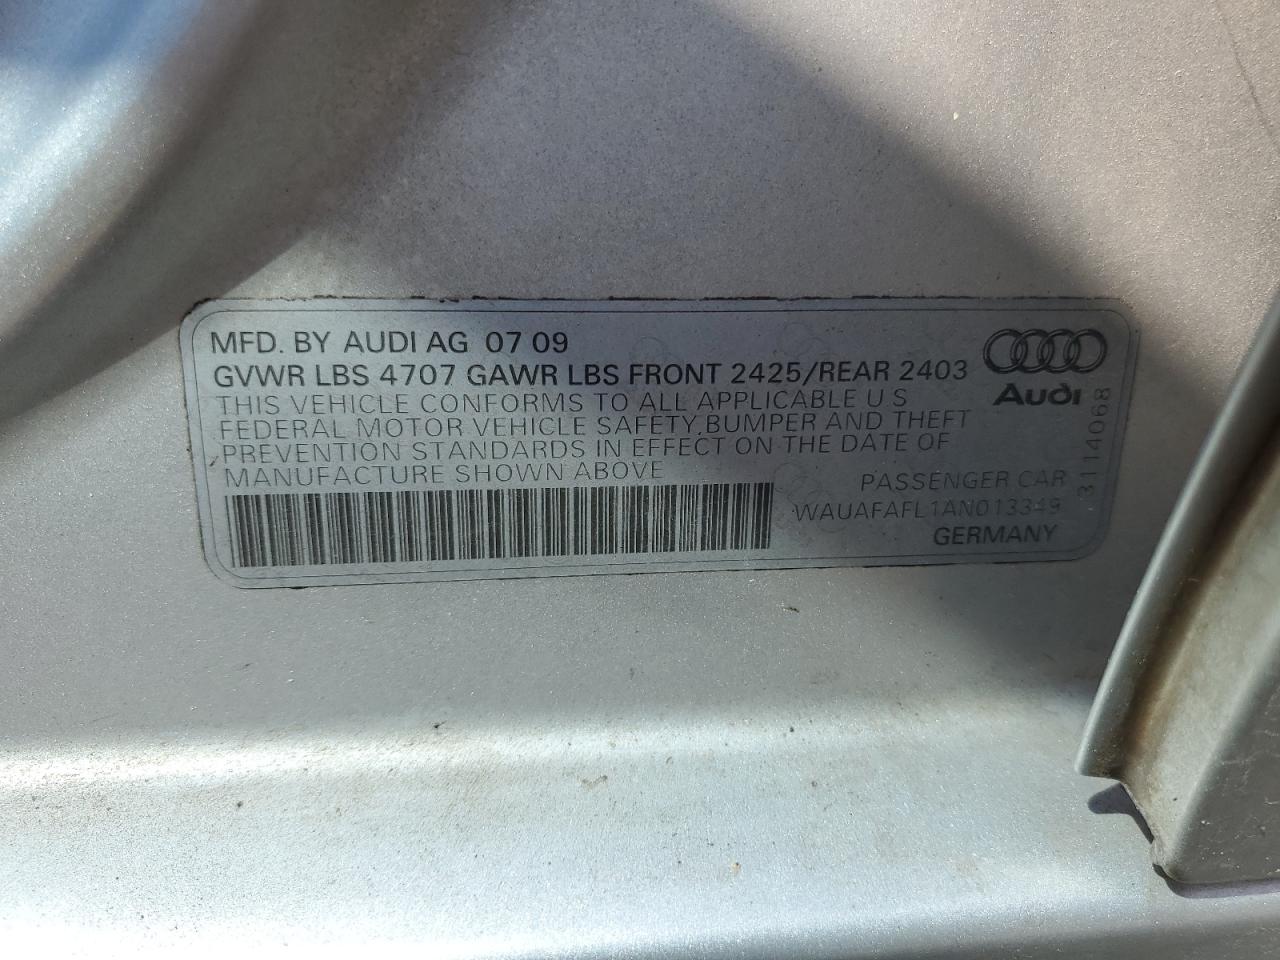 MFD. BY AUDI AG 07 09
GVWR LBS 4707 GAWR LBS FRONT 2425/REAR 2403
THIS VEHICLE CONFORMS TO ALL APPLICABLE U S
FEDERAL MOTOR VEHICLE SAFETY,BUMPER AND THEFT
PREVENTION STANDARDS IN EFFECT ON THE DATE OF
MANUFACTURE SHOWN ABOVE
PASSENGER CAR
WAUAFAFL1AN013349
GERMANY
Audi
3114068